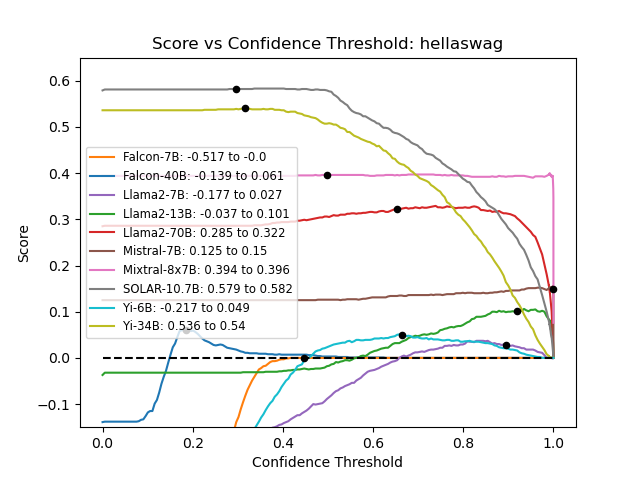 Score vs Confidence Threshold: hellaswag
Score
0.6
0.5
0.4
0.3
0.2
0.1
0.0
−0.1
Falcon-7B: -0.517 to -0.0
Falcon-40B: -0.139 to 0.061
Llama2-7B: -0.177 to 0.027
Llama2-13B: -0.037 to 0.101
Llama2-70B: 0.285 to 0.322
Mistral-7B: 0.125 to 0.15
Mixtral-8x7B: 0.394 to 0.396
SOLAR-10.7B: 0.579 to 0.582
Yi-6B: -0.217 to 0.049
Yi-34B: 0.536 to 0.54
0.0 0.2 0.4 0.6 0.8 1.0
Confidence Threshold